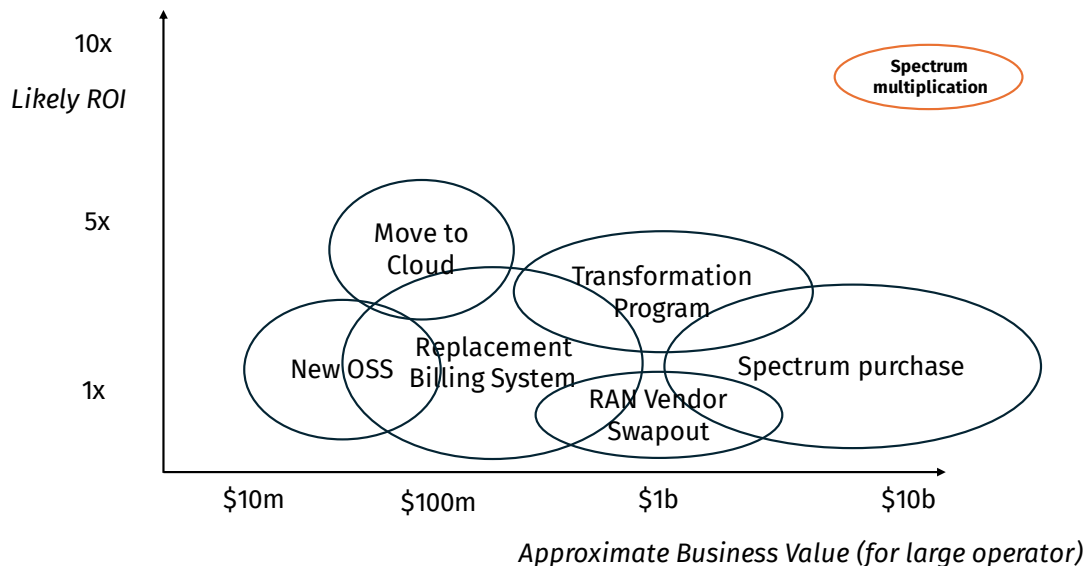 10x
Likely ROI
Spectrum
multiplication
5x
Move to
Cloud
Transformation
Program
New OSS
Replacement
Billing System
Spectrum purchase
1x
RAN Vendor
Swapout
$10m
$100m
$1b
$10b
Approximate Business Value (for large operator)